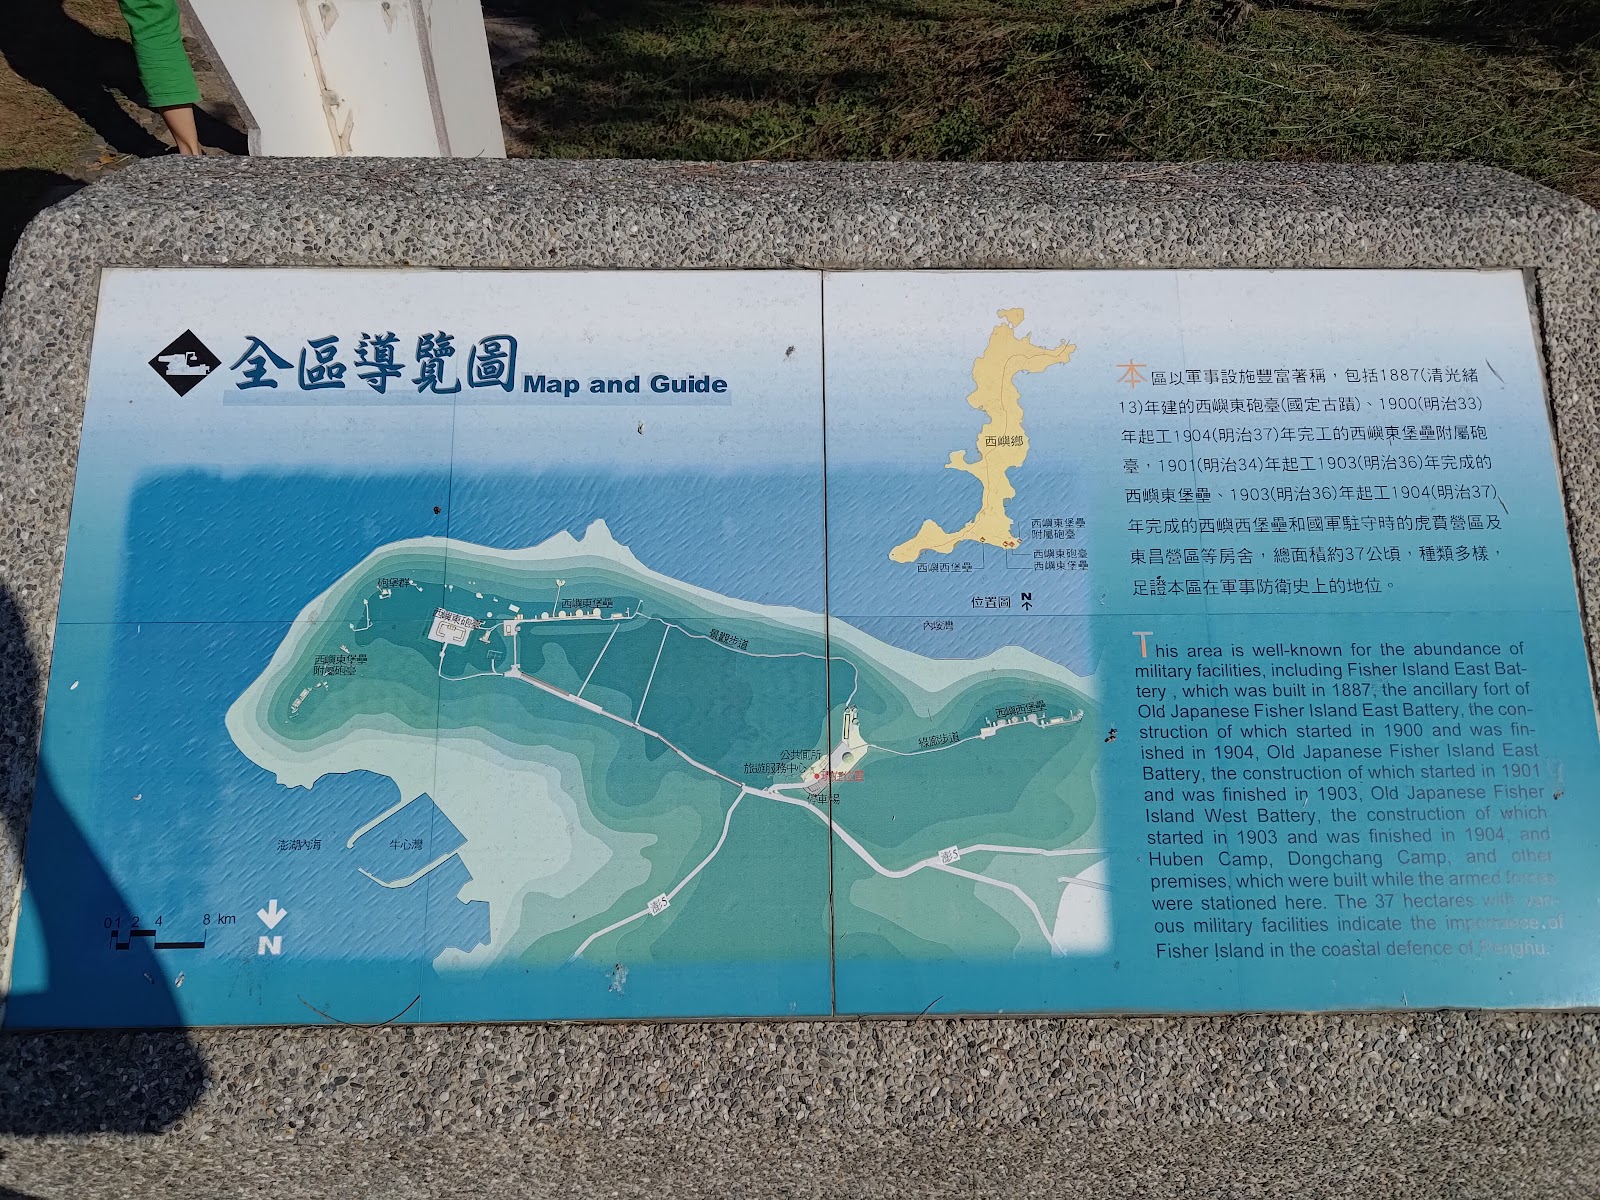 全區導覽圖 Map and Guide
西嶼鄉
西嶼東堡壘
附屬砲臺
西嶼東砲臺
西嶼東堡壘
西嶼西堡壘
位置圖 N
內垵灣
砲堡群
西嶼東砲臺
西嶼東堡壘
西嶼東堡壘
附屬砲臺
景觀步道
西嶼西堡壘
綠廊步道
公共廁所
旅遊服務中心
現在位置
停車場
澎湖內海
牛心灣
澎5
澎5
0 1 2 4 8 km
N
本區以軍事設施豐富著稱，包括1887(清光緒
13)年建的西嶼東砲臺(國定古蹟)、1900(明治33)
年起工1904(明治37)年完工的西嶼東堡壘附屬砲
臺，1901(明治34)年起工1903(明治36)年完成的
西嶼東堡壘、1903(明治36)年起工1904(明治37)
年完成的西嶼西堡壘和國軍駐守時的虎賁營區及
東昌營區等房舍，總面積約37公頃，種類多樣，
足證本區在軍事防衛史上的地位。
This area is well-known for the abundance of
military facilities, including Fisher Island East Bat-
tery , which was built in 1887, the ancillary fort of
Old Japanese Fisher Island East Battery, the con-
struction of which started in 1900 and was fin-
ished in 1904, Old Japanese Fisher Island East
Battery, the construction of which started in 1901
and was finished in 1903, Old Japanese Fisher
Island West Battery, the construction of which
started in 1903 and was finished in 1904, and
Huben Camp, Dongchang Camp, and other
premises, which were built while the armed forces
were stationed here. The 37 hectares with vari-
ous military facilities indicate the importance of
Fisher Island in the coastal defence of Penghu.